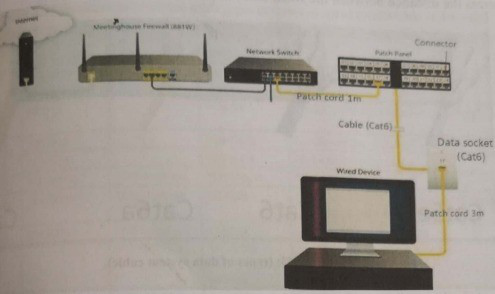 Internet
Meetinghouse Firewall (881W)
Network Switch
Connector
Patch Panel
Patch cord 1m
Cable (Cat6)
Data socket
(Cat6)
Wired Device
Patch cord 3m